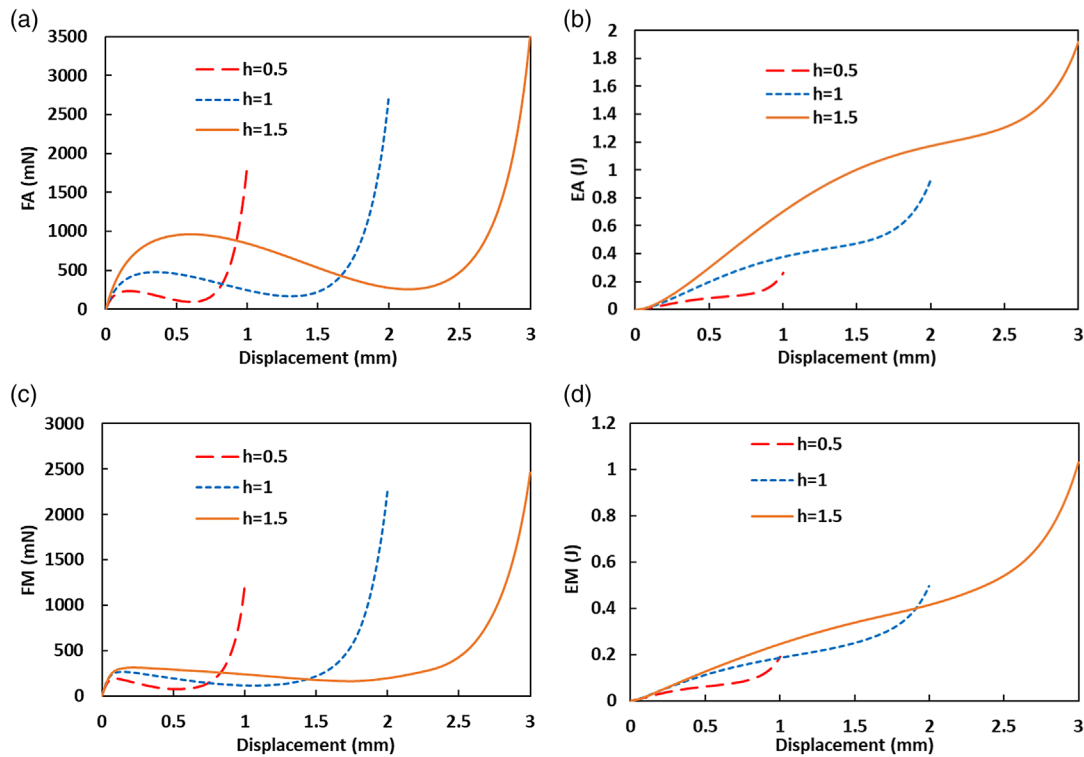 (a)
3500
3000
2500
2000
1500
1000
500
0
FA (mN)
h=0.5
h=1
h=1.5
0 0.5 1 1.5 2 2.5 3
Displacement (mm)
(b)
2
1.8
1.6
1.4
1.2
1
0.8
0.6
0.4
0.2
0
EA (J)
h=0.5
h=1
h=1.5
0 0.5 1 1.5 2 2.5 3
Displacement (mm)
(c)
3000
2500
2000
1500
1000
500
0
FM (mN)
h=0.5
h=1
h=1.5
0 0.5 1 1.5 2 2.5 3
Displacement (mm)
(d)
1.2
1
0.8
0.6
0.4
0.2
0
EM (J)
h=0.5
h=1
h=1.5
0 0.5 1 1.5 2 2.5 3
Displacement (mm)